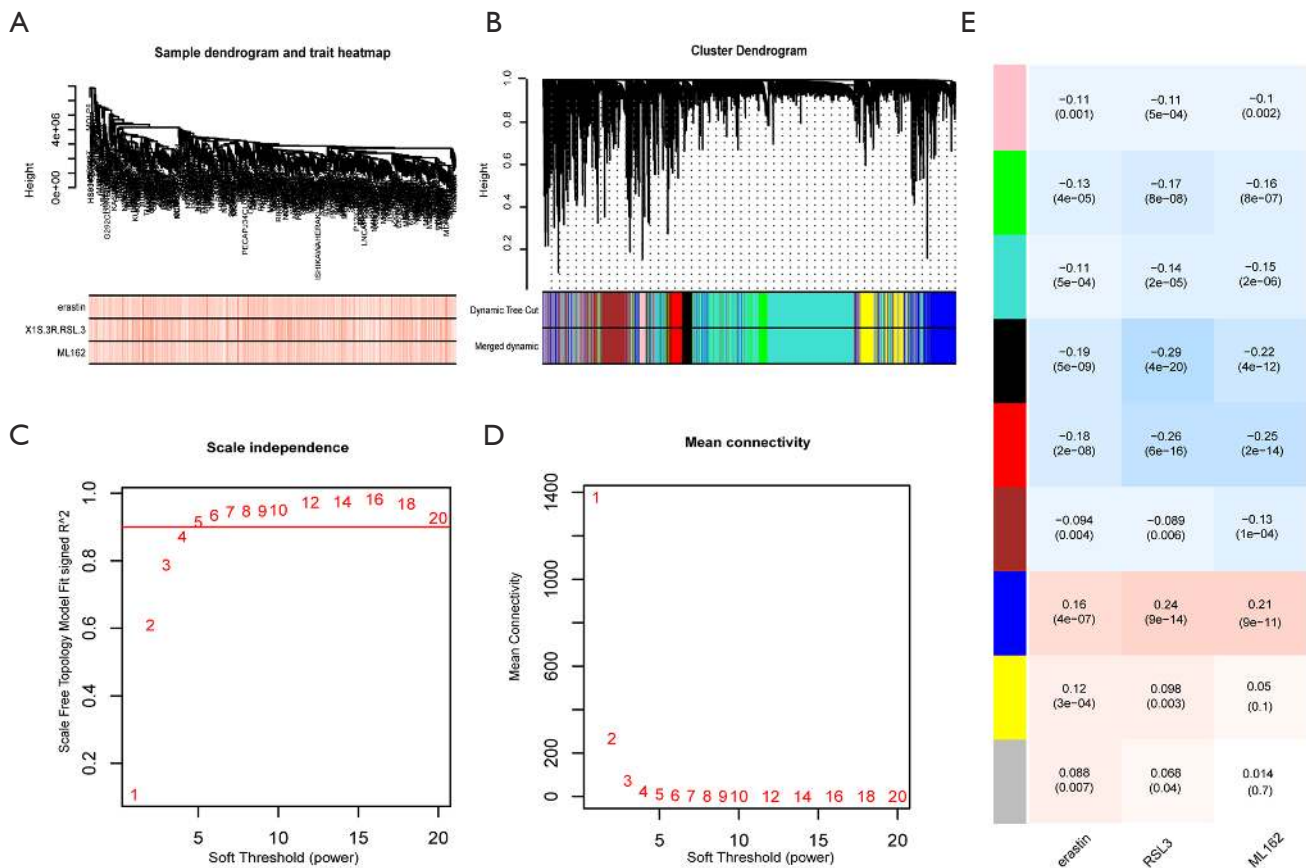 A
B
E
Sample dendrogram and trait heatmap
Cluster Dendrogram
Height
0e+00 4e+06
PECAPJ34C
ISHIKAWAHERAK
LNCAP
erastin
X1S.3R.RSL.3
ML162
Height
0.2 0.4 0.6 0.8 1.0
Dynamic Tree Cut
Merged dynamic
C
D
Scale independence
Mean connectivity
Scale Free Topology Model Fit signed R^2
0.2 0.4 0.6 0.8 1.0
1 2 3 4 5 6 7 8 9 10 12 14 16 18 20
5 10 15 20
Soft Threshold (power)
Mean Connectivity
0 200 400 600 800 1000 1400
1 2 3 4 5 6 7 8 9 10 12 14 16 18 20
5 10 15 20
Soft Threshold (power)
−0.11 −0.11 −0.1
(0.001) (5e−04) (0.002)
−0.13 −0.17 −0.16
(4e−05) (8e−08) (8e−07)
−0.11 −0.14 −0.15
(5e−04) (2e−05) (2e−06)
−0.19 −0.29 −0.22
(5e−09) (4e−20) (4e−12)
−0.18 −0.26 −0.25
(2e−08) (6e−16) (2e−14)
−0.094 −0.089 −0.13
(0.004) (0.006) (1e−04)
0.16 0.24 0.21
(4e−07) (9e−14) (9e−11)
0.12 0.098 0.05
(3e−04) (0.003) (0.1)
0.088 0.068 0.014
(0.007) (0.04) (0.7)
erastin RSL3 ML162